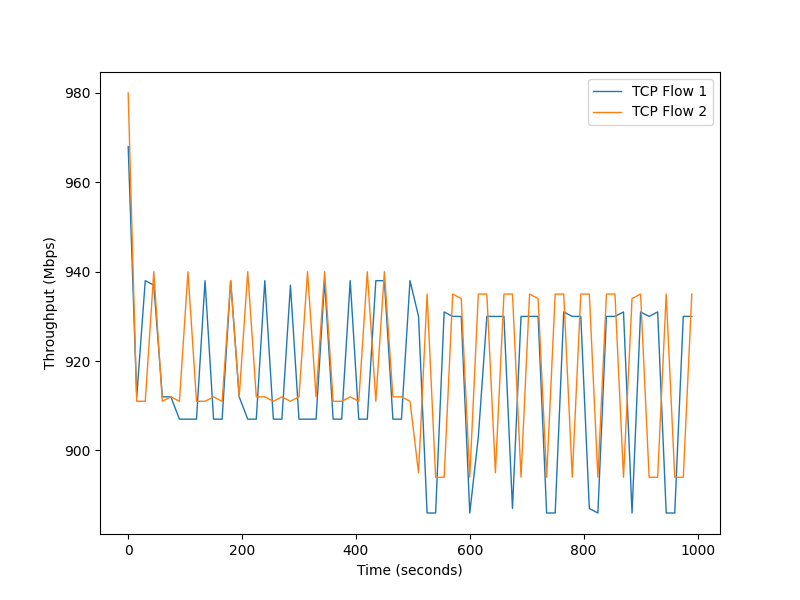 TCP Flow 1
TCP Flow 2
980
960
940
920
900
Throughput (Mbps)
0 200 400 600 800 1000
Time (seconds)